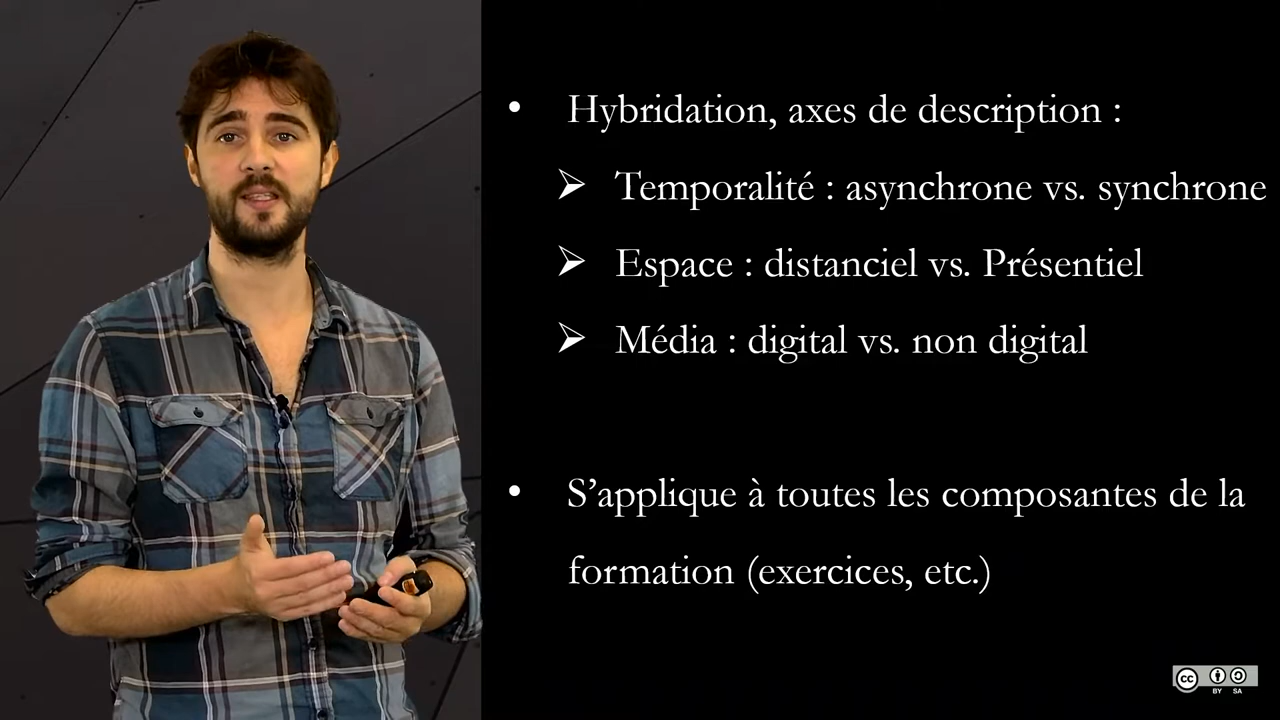 Hybridation, axes de description :
Temporalité : asynchrone vs. synchrone
Espace : distanciel vs. Présentiel
Média : digital vs. non digital
S’applique à toutes les composantes de la
formation (exercices, etc.)
cc
BY SA